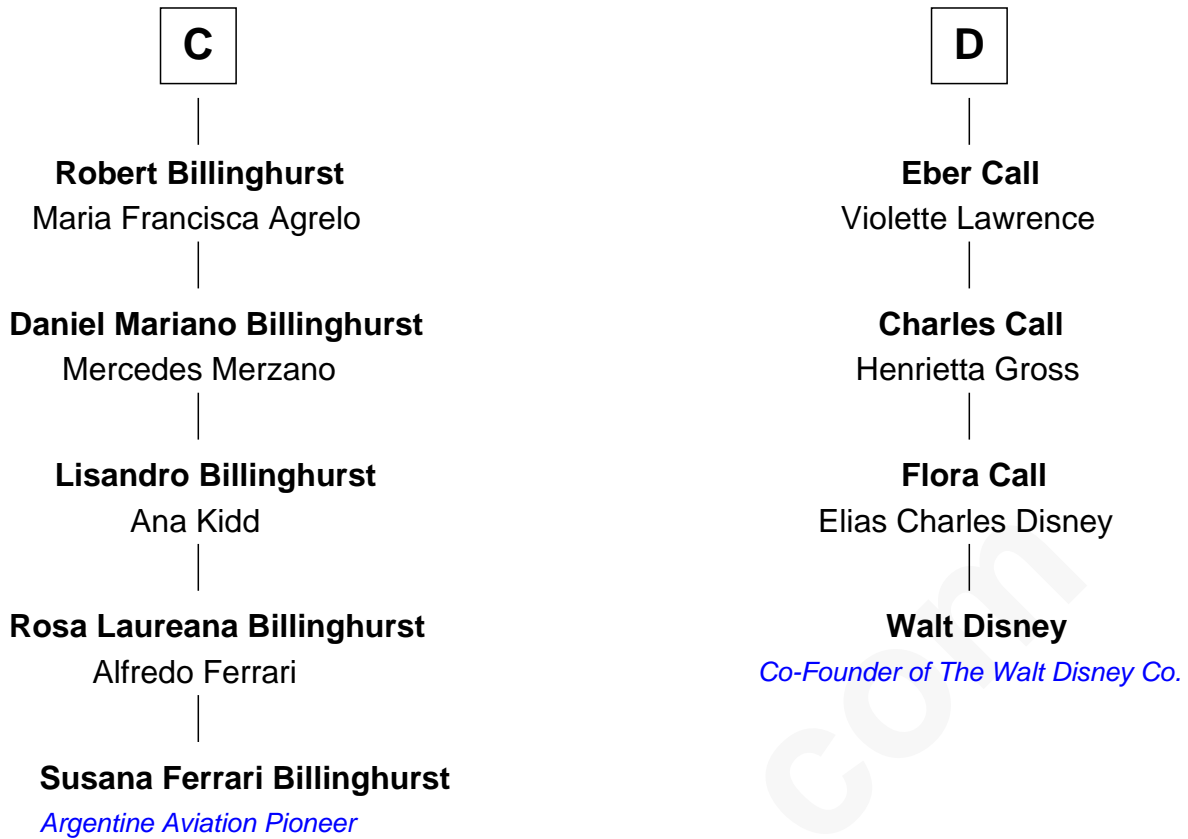 C
Robert Billinghurst
Maria Francisca Agrelo
Daniel Mariano Billinghurst
Mercedes Merzano
Lisandro Billinghurst
Ana Kidd
Rosa Laureana Billinghurst
Alfredo Ferrari
Susana Ferrari Billinghurst
Argentine Aviation Pioneer
D
Eber Call
Violette Lawrence
Charles Call
Henrietta Gross
Flora Call
Elias Charles Disney
Walt Disney
Co-Founder of The Walt Disney Co.
com